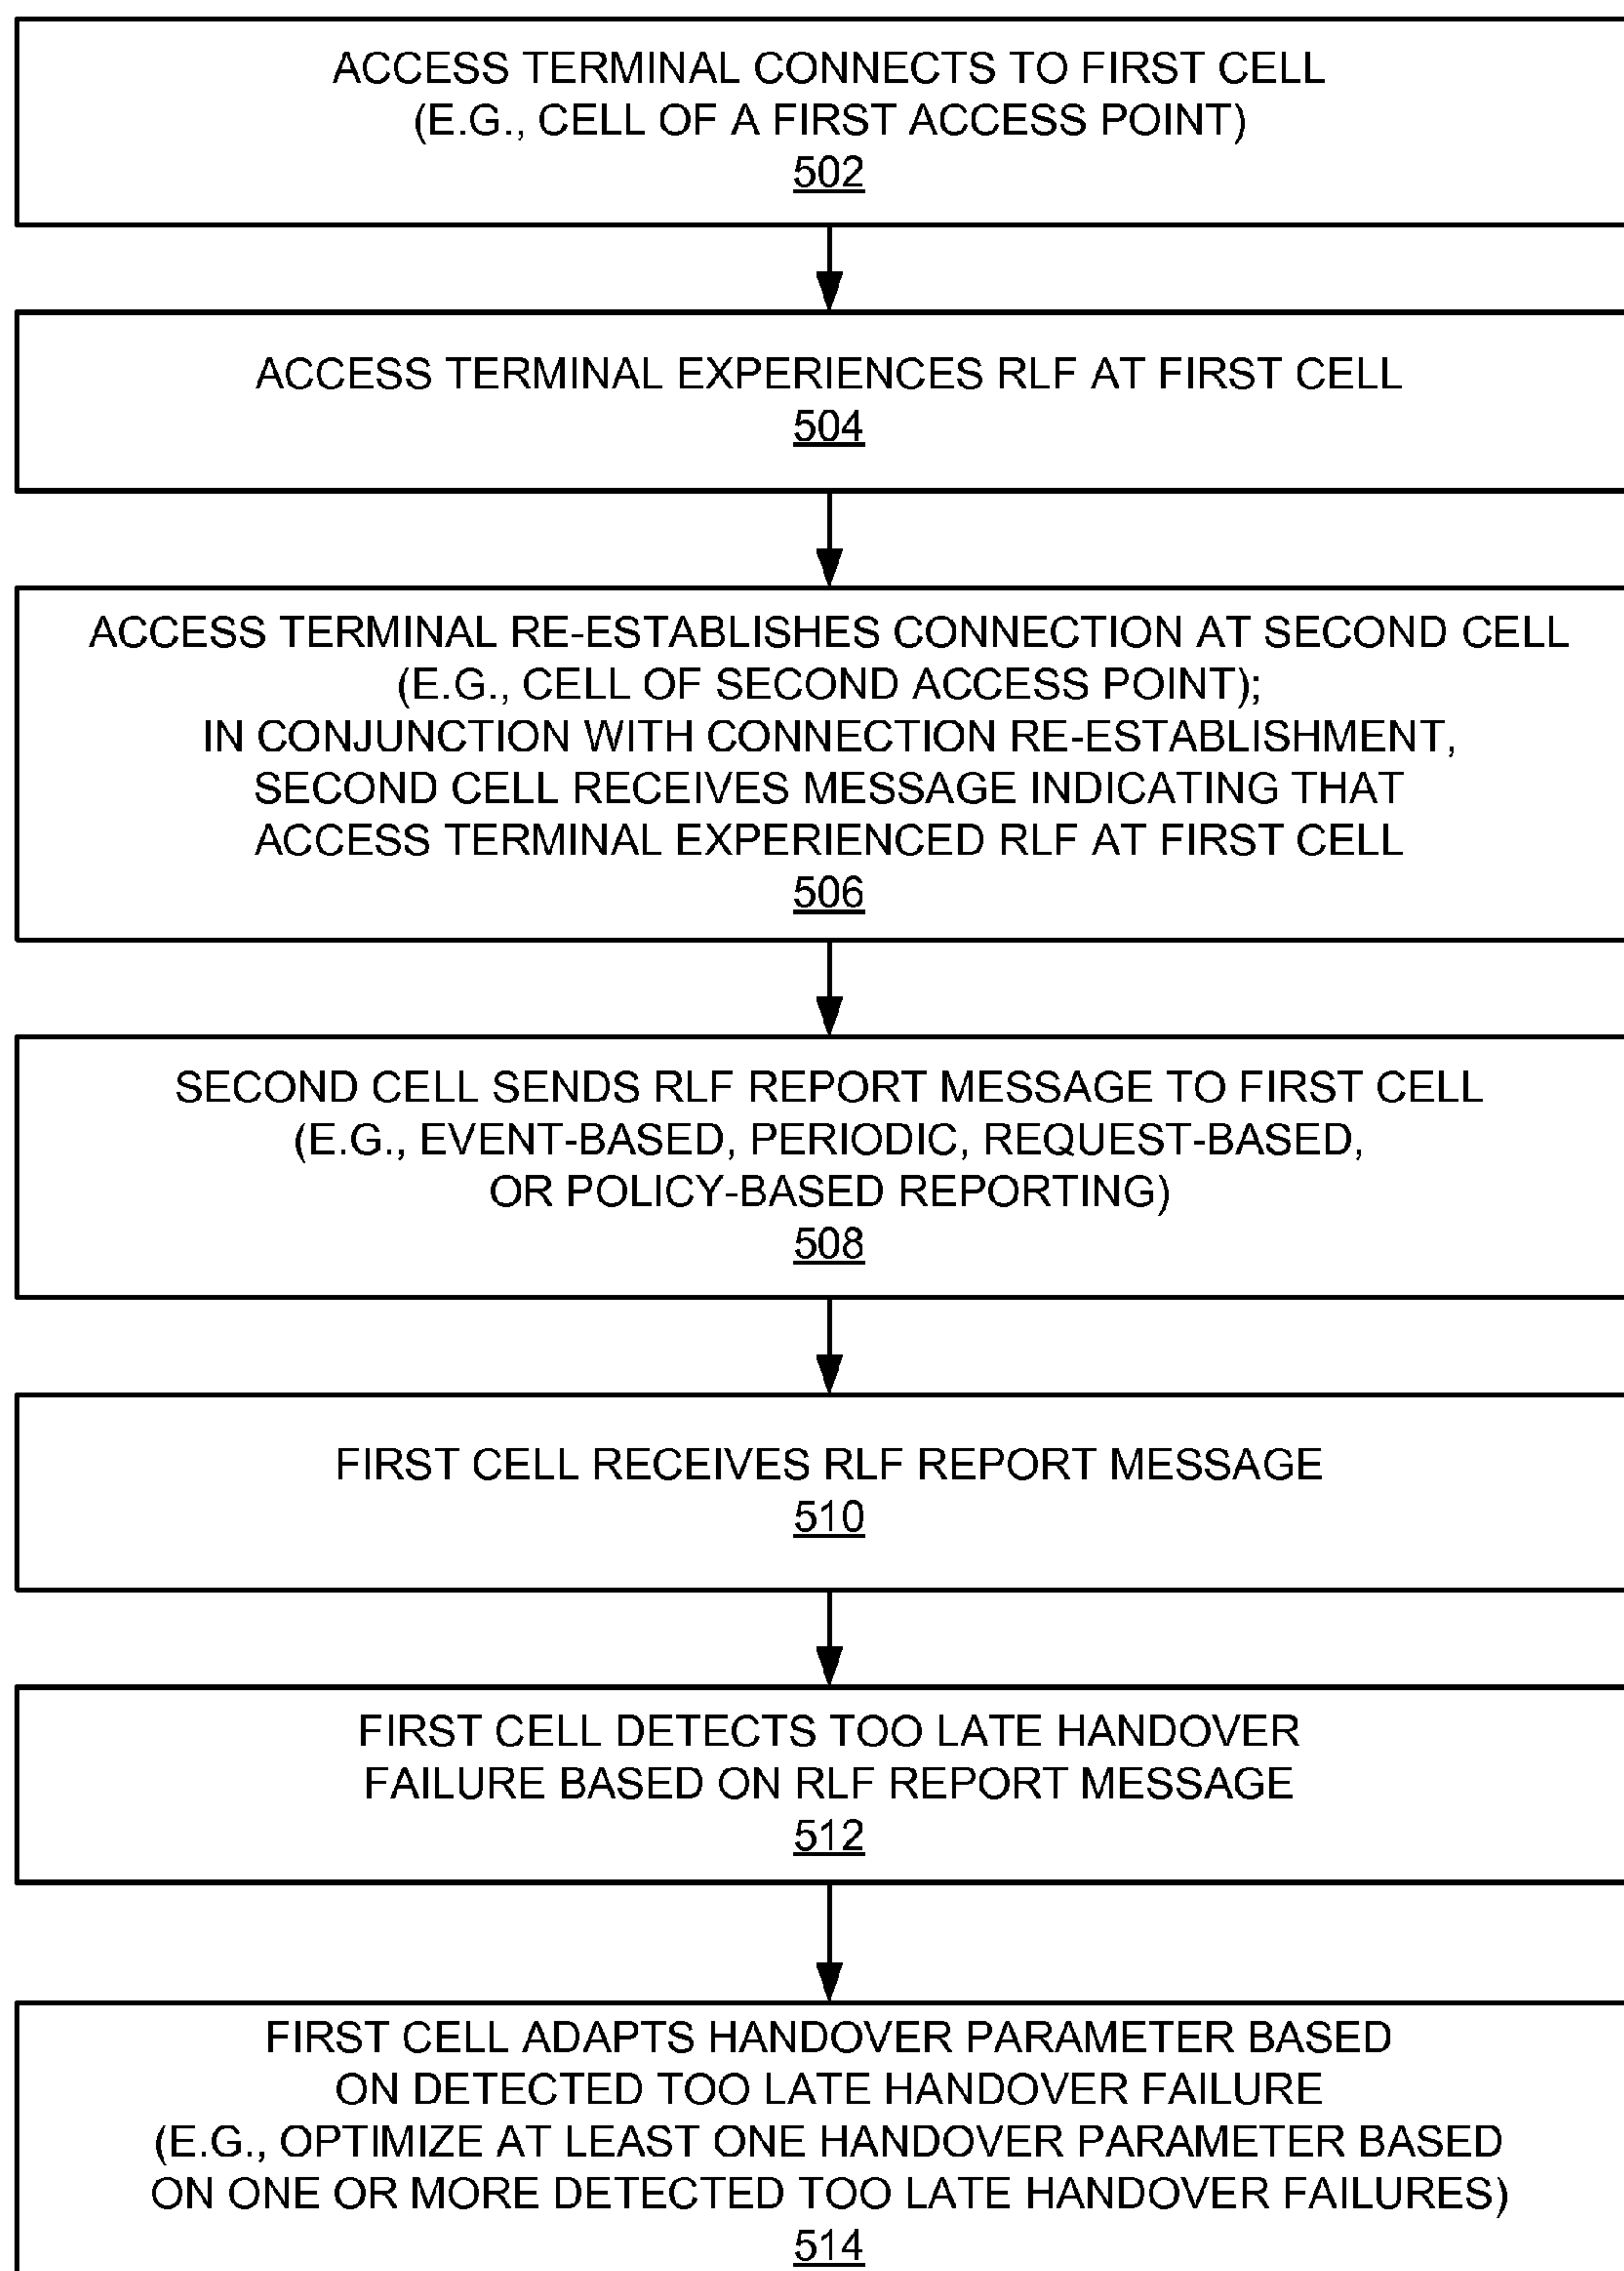 ACCESS TERMINAL CONNECTS TO FIRST CELL
(E.G., CELL OF A FIRST ACCESS POINT)
502
ACCESS TERMINAL EXPERIENCES RLF AT FIRST CELL
504
ACCESS TERMINAL RE-ESTABLISHES CONNECTION AT SECOND CELL
(E.G., CELL OF SECOND ACCESS POINT);
IN CONJUNCTION WITH CONNECTION RE-ESTABLISHMENT,
SECOND CELL RECEIVES MESSAGE INDICATING THAT
ACCESS TERMINAL EXPERIENCED RLF AT FIRST CELL
506
SECOND CELL SENDS RLF REPORT MESSAGE TO FIRST CELL
(E.G., EVENT-BASED, PERIODIC, REQUEST-BASED,
OR POLICY-BASED REPORTING)
508
FIRST CELL RECEIVES RLF REPORT MESSAGE
510
FIRST CELL DETECTS TOO LATE HANDOVER
FAILURE BASED ON RLF REPORT MESSAGE
512
FIRST CELL ADAPTS HANDOVER PARAMETER BASED
ON DETECTED TOO LATE HANDOVER FAILURE
(E.G., OPTIMIZE AT LEAST ONE HANDOVER PARAMETER BASED
ON ONE OR MORE DETECTED TOO LATE HANDOVER FAILURES)
514